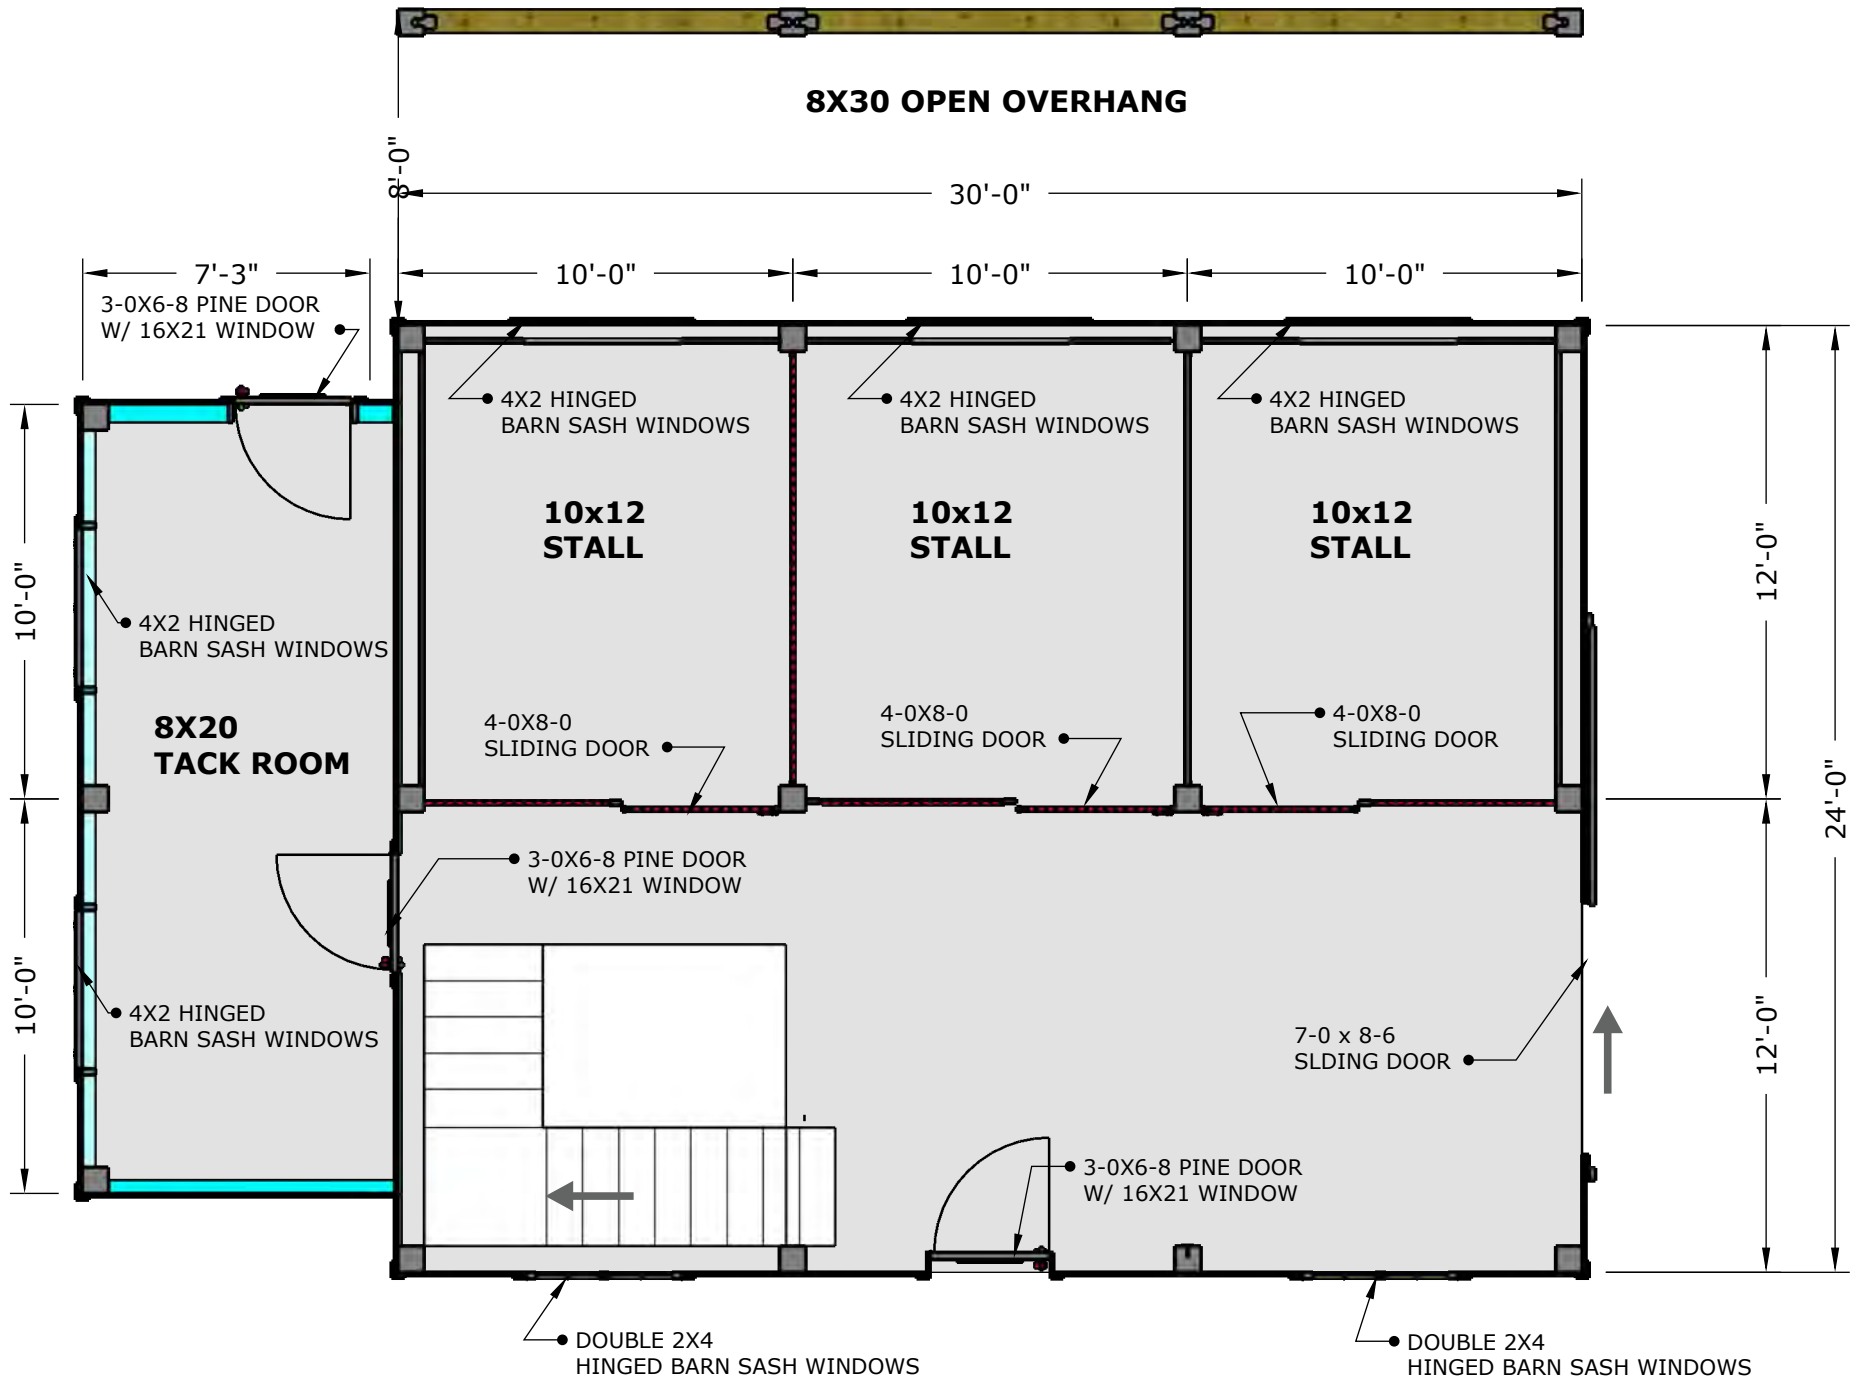 8X30 OPEN OVERHANG
8'-0"
30'-0"
7'-3"
10'-0"
10'-0"
10'-0"
3-0X6-8 PINE DOOR
W/ 16X21 WINDOW
4X2 HINGED
BARN SASH WINDOWS
4X2 HINGED
BARN SASH WINDOWS
4X2 HINGED
BARN SASH WINDOWS
10x12
STALL
10x12
STALL
10x12
STALL
12'-0"
10'-0"
4X2 HINGED
BARN SASH WINDOWS
8X20
TACK ROOM
4-0X8-0
SLIDING DOOR
4-0X8-0
SLIDING DOOR
4-0X8-0
SLIDING DOOR
24'-0"
3-0X6-8 PINE DOOR
W/ 16X21 WINDOW
10'-0"
4X2 HINGED
BARN SASH WINDOWS
7-0 x 8-6
SLDING DOOR
12'-0"
3-0X6-8 PINE DOOR
W/ 16X21 WINDOW
DOUBLE 2X4
HINGED BARN SASH WINDOWS
DOUBLE 2X4
HINGED BARN SASH WINDOWS